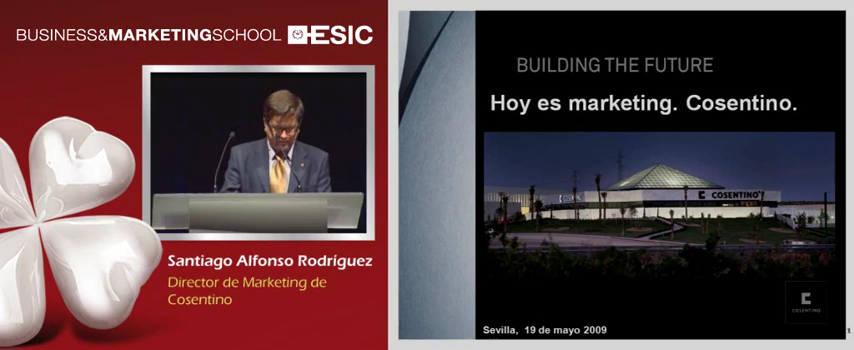 BUSINESS&MARKETINGSCHOOL ESIC
Santiago Alfonso Rodríguez
Director de Marketing de
Cosentino
BUILDING THE FUTURE
Hoy es marketing. Cosentino.
COSENTINO
COSENTINO
Sevilla, 19 de mayo 2009
1